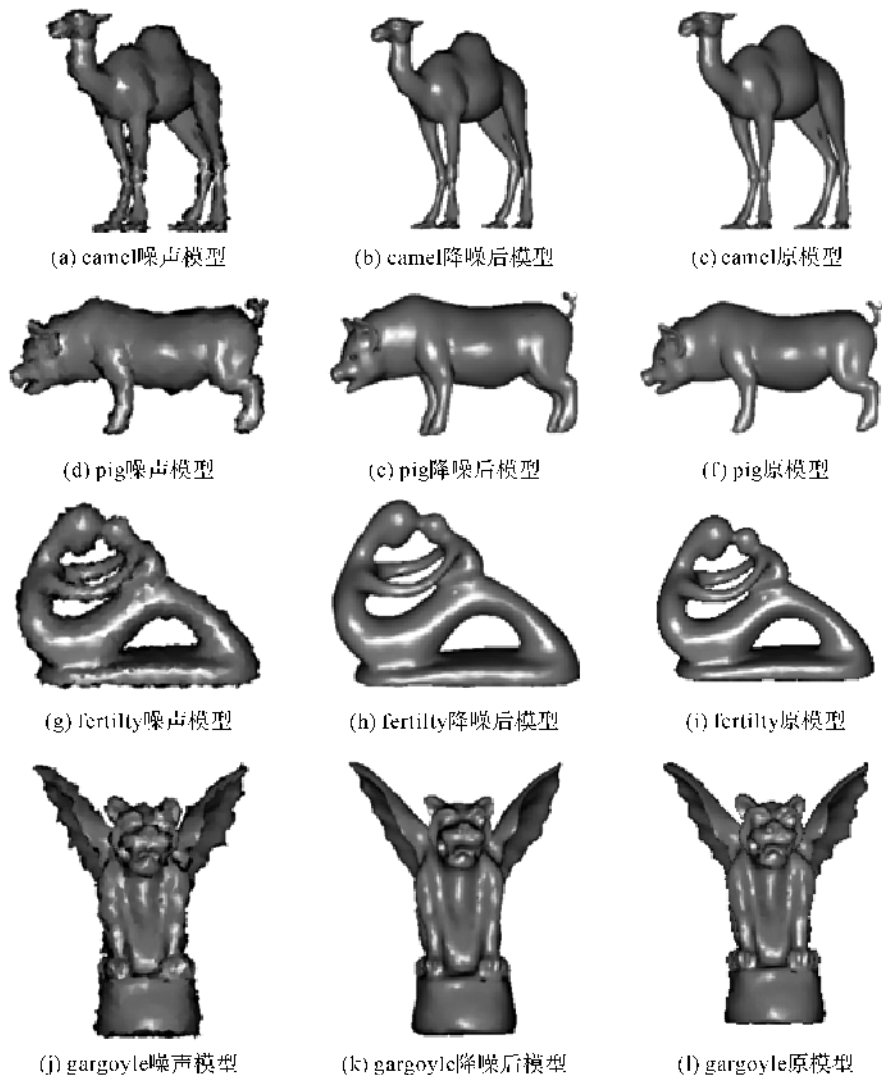 (a) camel噪声模型
(b) camel降噪后模型
(c) camel原模型
(d) pig噪声模型
(e) pig降噪后模型
(f) pig原模型
(g) fertilty噪声模型
(h) fertilty降噪后模型
(i) fertilty原模型
(j) gargoyle噪声模型
(k) gargoyle降噪后模型
(l) gargoyle原模型